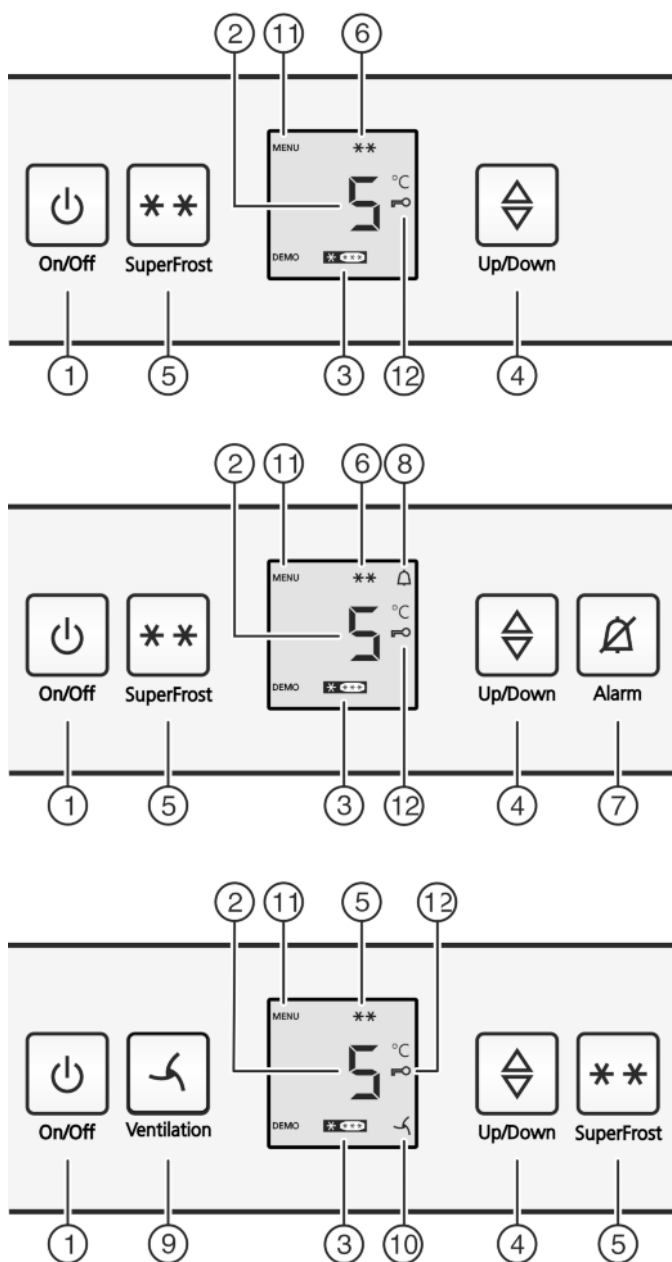 2 11 6
MENU
5 °C
On/Off SuperFrost DEMO Up/Down
1 5 3 12 4
2 11 6 8
MENU
5 °C
On/Off SuperFrost DEMO Up/Down Alarm
1 5 3 12 4 7
2 11 5 12
MENU
5 °C
On/Off Ventilation DEMO Up/Down SuperFrost
1 9 3 10 4 5